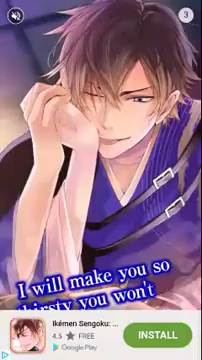 3
I will make you so
thirsty you won't
Ikémen Sengoku: ...
4.5 ★ FREE
Google Play
INSTALL